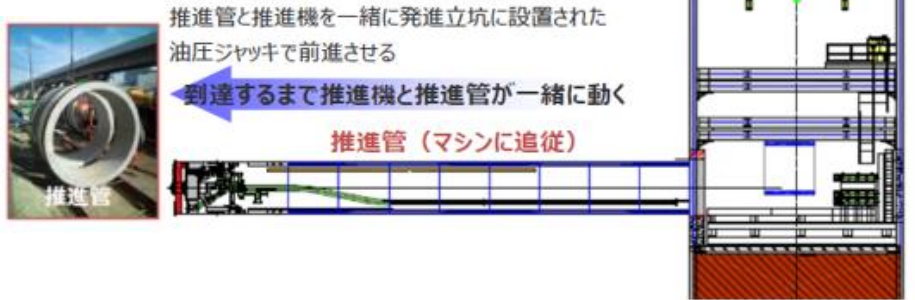 推進管と推進機を一緒に発進立坑に設置された
油圧ジャッキで前進させる
到達するまで推進機と推進管が一緒に動く
推進管（マシンに追従）
推進管